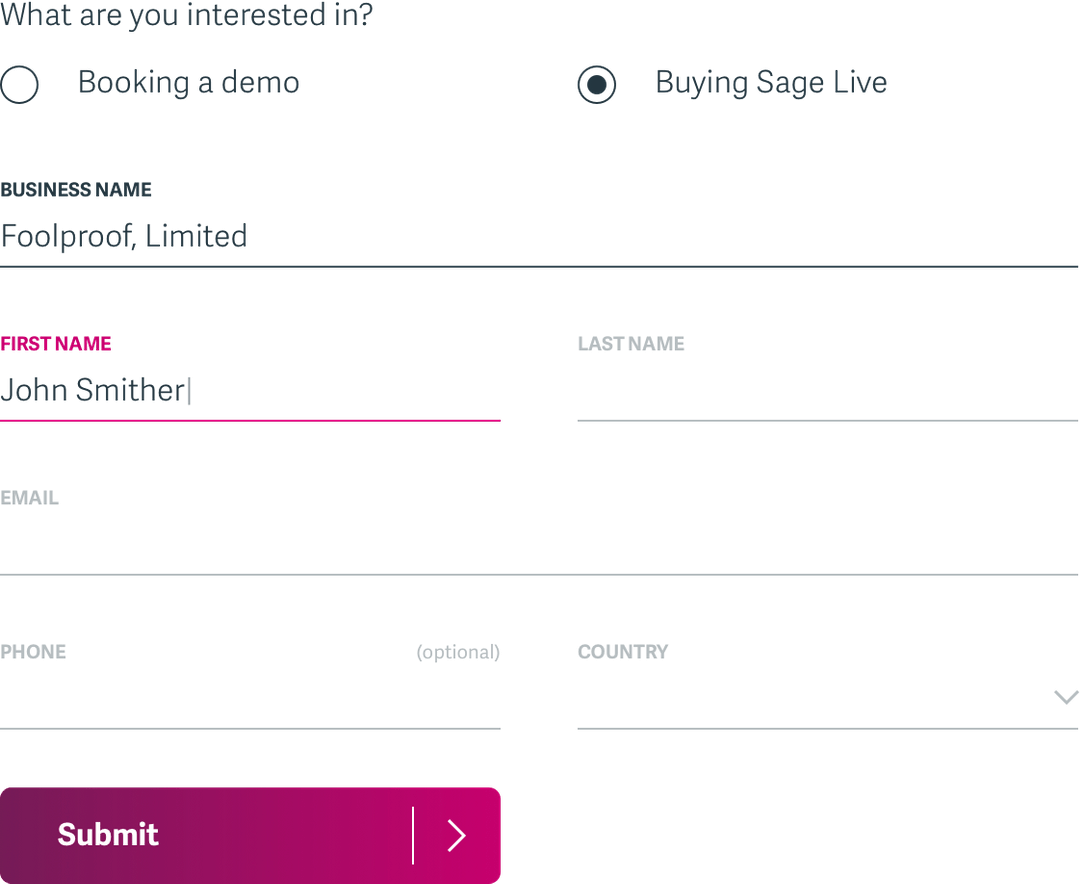 What are you interested in?
Booking a demo
Buying Sage Live
BUSINESS NAME
Foolproof, Limited
FIRST NAME
LAST NAME
John Smither
EMAIL
PHONE
(optional)
COUNTRY
Submit